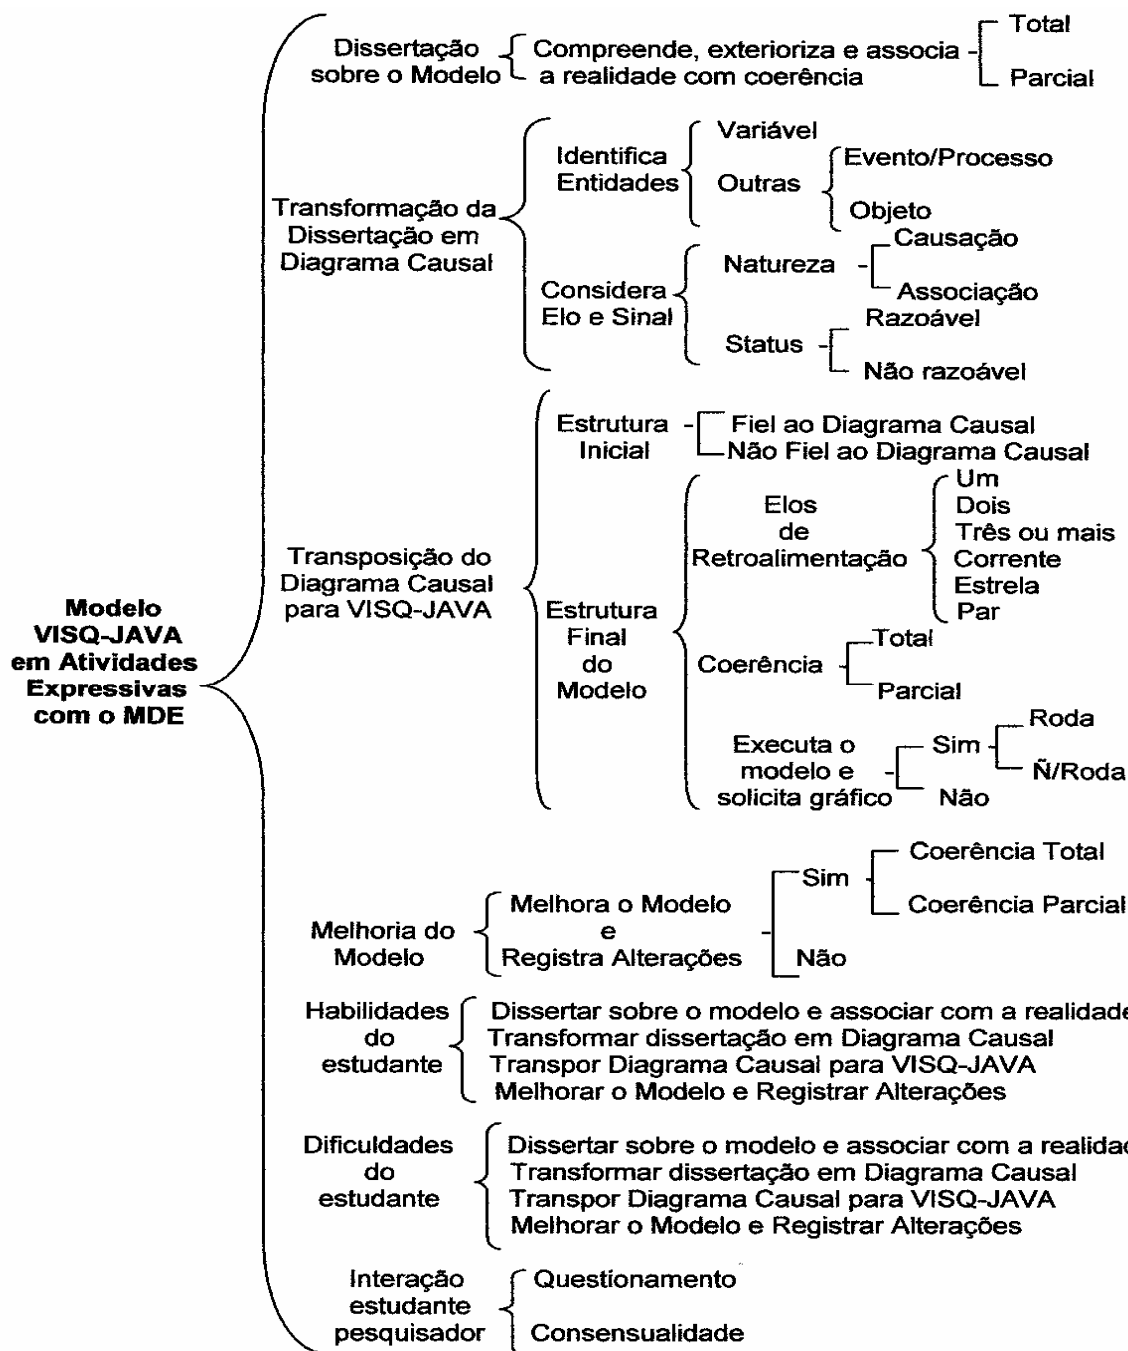 Modelo
VISQ-JAVA
em Atividades
Expressivas
com o MDE
Dissertação
sobre o Modelo
Compreende, exterioriza e associa
a realidade com coerência
Total
Parcial
Transformação da
Dissertação em
Diagrama Causal
Identifica
Entidades
Variável
Outras
Evento/Processo
Objeto
Considera
Elo e Sinal
Natureza
Causação
Associação
Status
Razoável
Não razoável
Transposição do
Diagrama Causal
para VISQ-JAVA
Estrutura
Inicial
Fiel ao Diagrama Causal
Não Fiel ao Diagrama Causal
Estrutura
Final
do
Modelo
Elos
de
Retroalimentação
Um
Dois
Três ou mais
Corrente
Estrela
Par
Coerência
Total
Parcial
Executa o
modelo e
solicita gráfico
Sim
Roda
Ñ/Roda
Não
Melhoria do
Modelo
Melhora o Modelo
e
Registra Alterações
Sim
Coerência Total
Coerência Parcial
Não
Habilidades
do
estudante
Dissertar sobre o modelo e associar com a realidade
Transformar dissertação em Diagrama Causal
Transpor Diagrama Causal para VISQ-JAVA
Melhorar o Modelo e Registrar Alterações
Dificuldades
do
estudante
Dissertar sobre o modelo e associar com a realidad
Transformar dissertação em Diagrama Causal
Transpor Diagrama Causal para VISQ-JAVA
Melhorar o Modelo e Registrar Alterações
Interação
estudante
pesquisador
Questionamento
Consensualidade